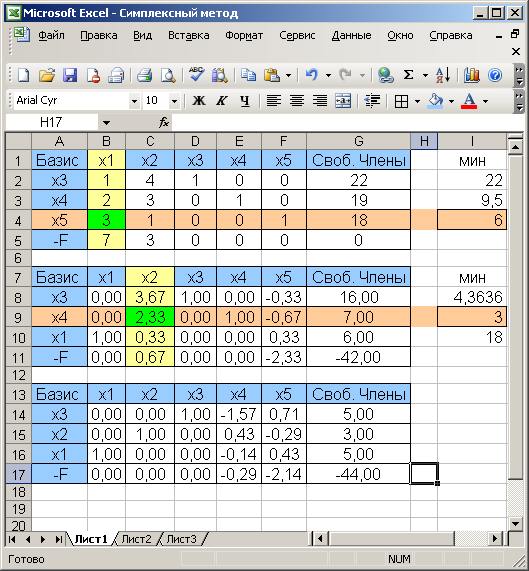 Microsoft Excel - Симплексный метод
Файл Правка Вид Вставка Формат Сервис Данные Окно Справка
Arial Cyr 10 Ж К Ч
H17 fx
A B C D E F G H I
1 Базис x1 x2 x3 x4 x5 Своб. Члены мин
2 x3 1 4 1 0 0 22 22
3 x4 2 3 0 1 0 19 9,5
4 x5 3 1 0 0 1 18 6
5 -F 7 3 0 0 0 0
6
7 Базис x1 x2 x3 x4 x5 Своб. Члены мин
8 x3 0,00 3,67 1,00 0,00 -0,33 16,00 4,3636
9 x4 0,00 2,33 0,00 1,00 -0,67 7,00 3
10 x1 1,00 0,33 0,00 0,00 0,33 6,00 18
11 -F 0,00 0,67 0,00 0,00 -2,33 -42,00
12
13 Базис x1 x2 x3 x4 x5 Своб. Члены
14 x3 0,00 0,00 1,00 -1,57 0,71 5,00
15 x2 0,00 1,00 0,00 0,43 -0,29 3,00
16 x1 1,00 0,00 0,00 -0,14 0,43 5,00
17 -F 0,00 0,00 0,00 -0,29 -2,14 -44,00
18
19
20
Лист1 Лист2 Лист3
Готово NUM